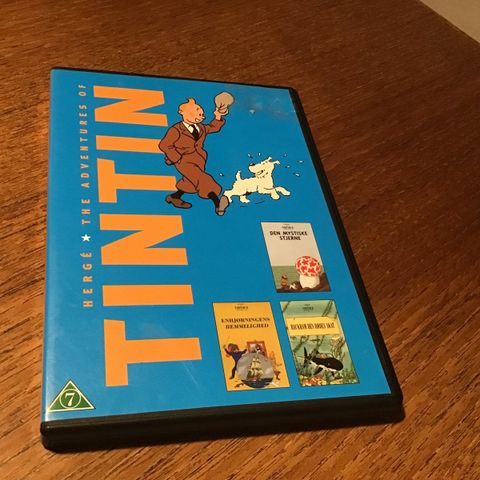 HERGÉ ★ THE ADVENTURES OF
TINTIN
DEN MYSTISKE
STJERNE
ENHJØRNINGENS
HEMMELIGHED
RACKHAM DEN RØDES SKAT
7